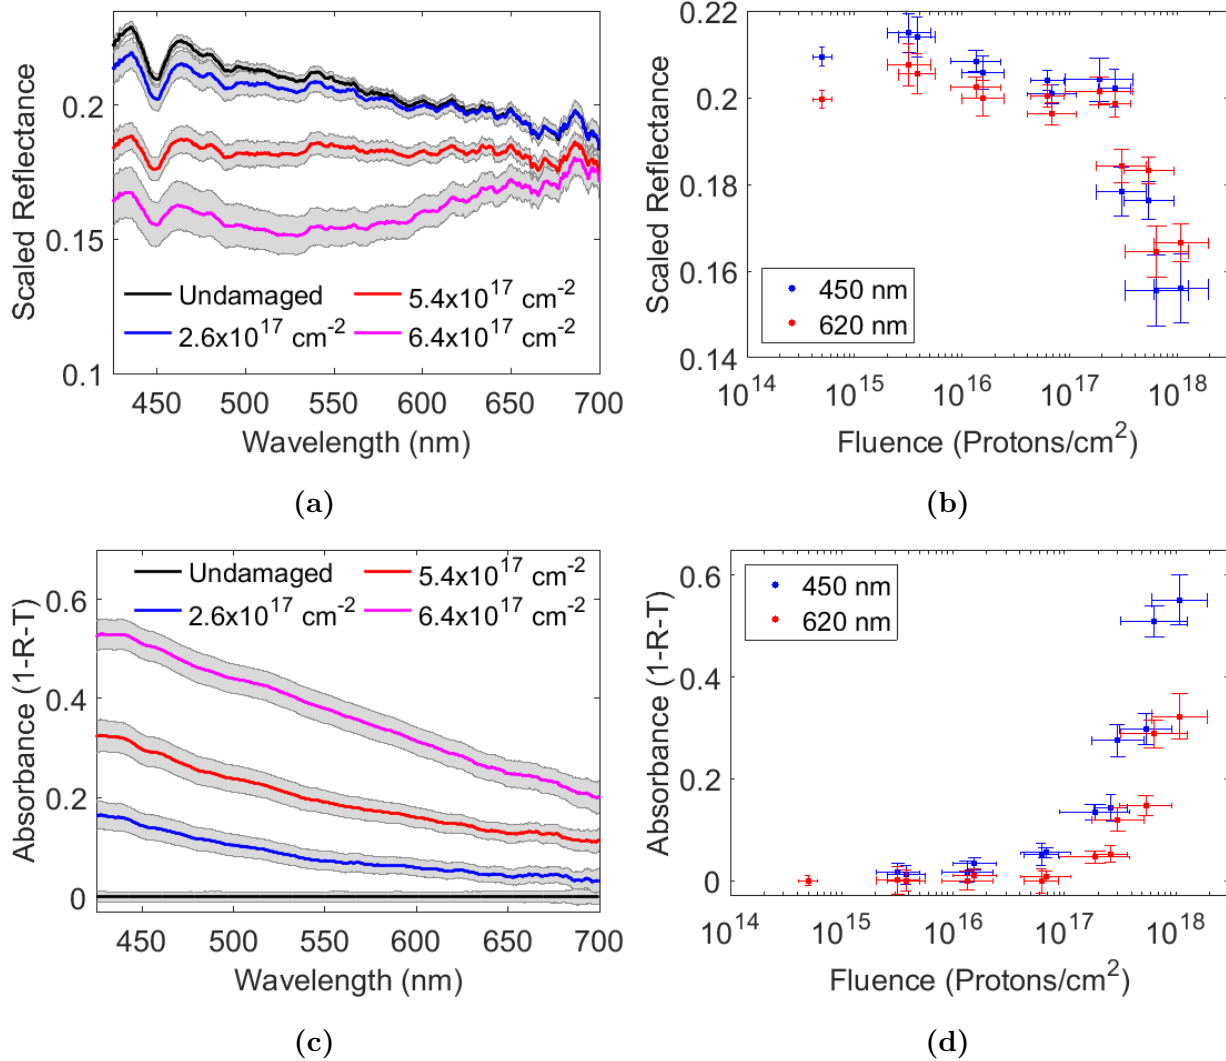 0.2
0.15
0.1
Scaled Reflectance
Undamaged
2.6x10^17 cm^-2
5.4x10^17 cm^-2
6.4x10^17 cm^-2
450 500 550 600 650 700
Wavelength (nm)
(a)
0.22
0.2
0.18
0.16
0.14
Scaled Reflectance
450 nm
620 nm
10^14 10^15 10^16 10^17 10^18
Fluence (Protons/cm^2)
(b)
0.6
0.4
0.2
0
Absorbance (1-R-T)
Undamaged
2.6x10^17 cm^-2
5.4x10^17 cm^-2
6.4x10^17 cm^-2
450 500 550 600 650 700
Wavelength (nm)
(c)
0.6
0.4
0.2
0
Absorbance (1-R-T)
450 nm
620 nm
10^14 10^15 10^16 10^17 10^18
Fluence (Protons/cm^2)
(d)